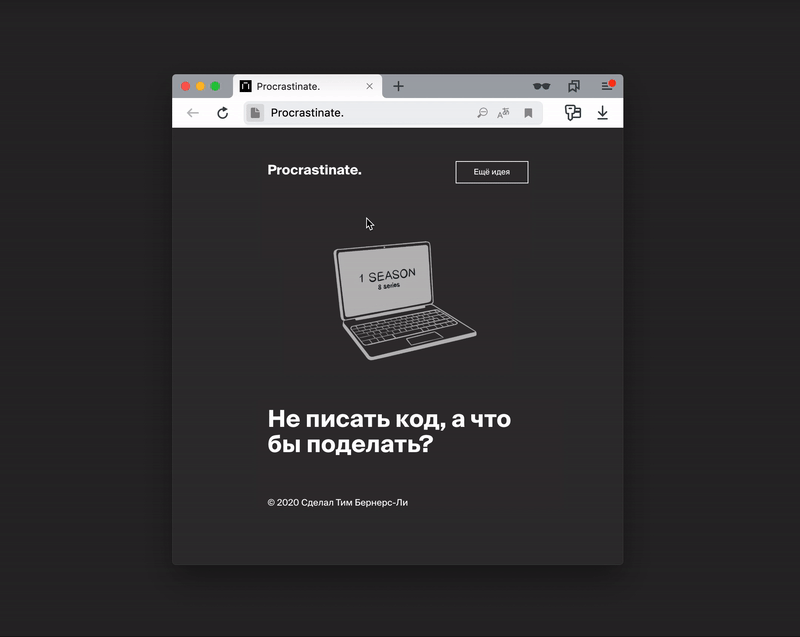 Procrastinate.
Procrastinate.
Procrastinate.
Ещё идея
1 SEASON
8 series
Не писать код, а что
бы поделать?
© 2020 Сделал Тим Бернерс-Ли